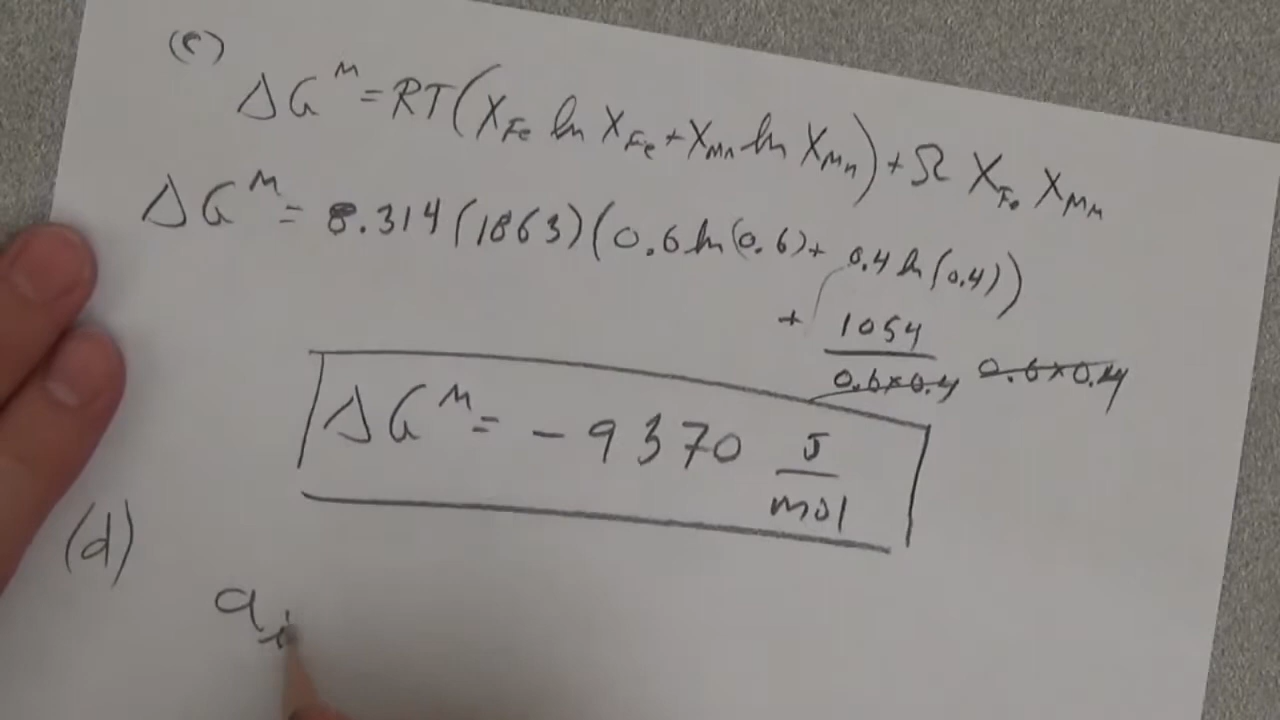 (c)
ΔG^M = RT(X_Fe ln X_Fe + X_Mn ln X_Mn) + Ω X_Fe X_Mn
ΔG^M = 8.314(1863)(0.6 ln(0.6) + 0.4 ln(0.4))
+ 1054 / 0.6×0.4 0.6×0.4
ΔG^M = -9370 J/mol
(d)
a_i